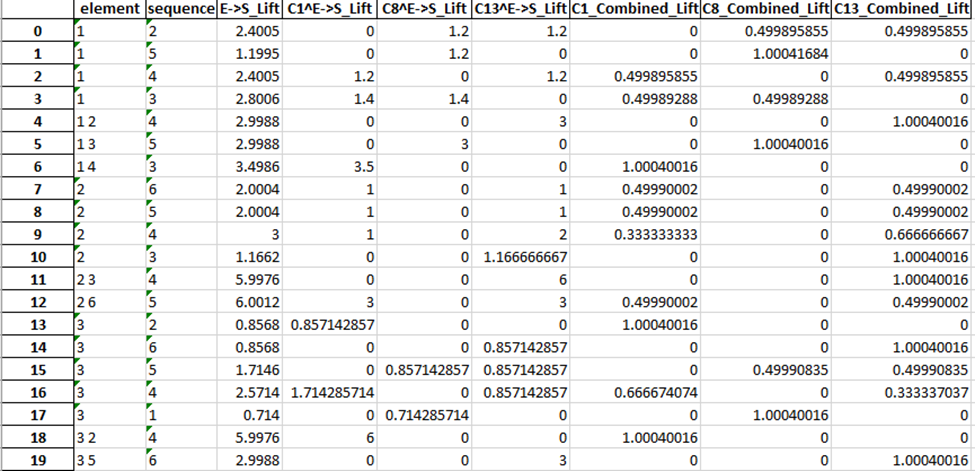 element sequence E->S_Lift C1^E->S_Lift C8^E->S_Lift C13^E->S_Lift C1_Combined_Lift C8_Combined_Lift C13_Combined_Lift
0 1 2 2.4005 0 1.2 1.2 0 0.499895855 0.499895855
1 1 5 1.1995 0 1.2 0 0 1.00041684 0
2 1 4 2.4005 1.2 0 1.2 0.499895855 0 0.499895855
3 1 3 2.8006 1.4 1.4 0 0.49989288 0.49989288 0
4 1 2 4 2.9988 0 0 3 0 0 1.00040016
5 1 3 5 2.9988 0 3 0 0 1.00040016 0
6 1 4 3 3.4986 3.5 0 0 1.00040016 0 0
7 2 6 2.0004 1 0 1 0.49990002 0 0.49990002
8 2 5 2.0004 1 0 1 0.49990002 0 0.49990002
9 2 4 3 1 0 2 0.333333333 0 0.666666667
10 2 3 1.1662 0 0 1.166666667 0 0 1.00040016
11 2 3 4 5.9976 0 0 6 0 0 1.00040016
12 2 6 5 6.0012 3 0 3 0.49990002 0 0.49990002
13 3 2 0.8568 0.857142857 0 0 1.00040016 0 0
14 3 6 0.8568 0 0 0.857142857 0 0 1.00040016
15 3 5 1.7146 0 0.857142857 0.857142857 0 0.49990835 0.49990835
16 3 4 2.5714 1.714285714 0 0.857142857 0.666674074 0 0.333337037
17 3 1 0.714 0 0.714285714 0 0 1.00040016 0
18 3 2 4 5.9976 6 0 0 1.00040016 0 0
19 3 5 6 2.9988 0 0 3 0 0 1.00040016